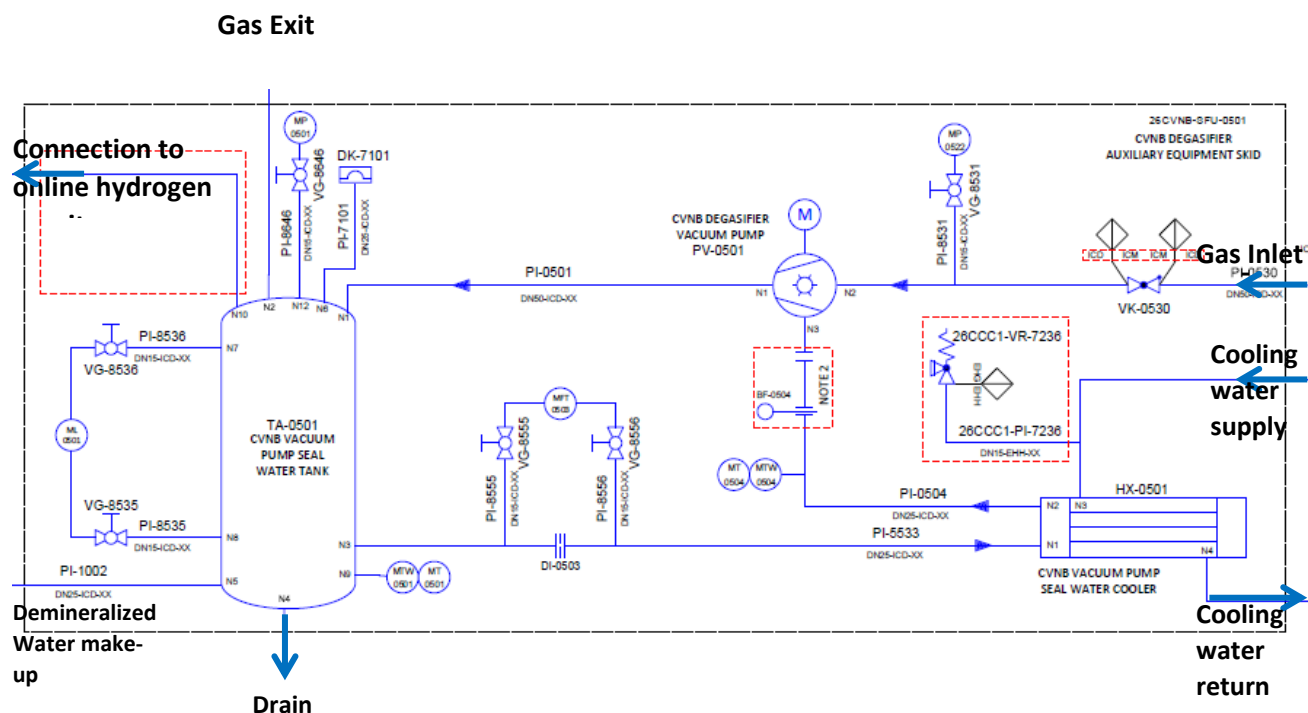 Gas Exit
26CVNB-SFU-0501
CVNB DEGASIFIER
AUXILIARY EQUIPMENT SKID
Connection to
online hydrogen
MP
0501
VG-8646
DK-7101
PI-8646
DN15-ICD-XX
PI-7101
DN25-ICD-XX
CVNB DEGASIFIER
VACUUM PUMP
PV-0501
M
MP
0522
VG-8531
PI-8531
DN15-ICD-XX
ICD
ICM
ICM
Gas Inlet
PI-0530
DN50-ICD-XX
VK-0530
PI-0501
DN50-ICD-XX
N1
N2
N3
N10
N2
N12
N6
N1
PI-8536
DN15-ICD-XX
VG-8536
N7
ML
0501
VG-8535
PI-8535
DN15-ICD-XX
N8
TA-0501
CVNB VACUUM
PUMP SEAL
WATER TANK
MFT
0503
VG-8555
VG-8556
PI-8555
DN15-ICD-XX
PI-8556
DN15-ICD-XX
BF-0504
NOTE 2
26CCC1-VR-7236
EHG
EHH
26CCC1-PI-7236
DN15-EHH-XX
Cooling
water
supply
MT
0504
MTW
0504
PI-0504
DN25-ICD-XX
PI-5533
DN25-ICD-XX
HX-0501
N2
N3
N1
N4
CVNB VACUUM PUMP
SEAL WATER COOLER
N3
DI-0503
N9
MTW
0501
MT
0501
PI-1002
DN25-ICD-XX
N5
N4
Demineralized
Water make-
up
Drain
Cooling
water
return